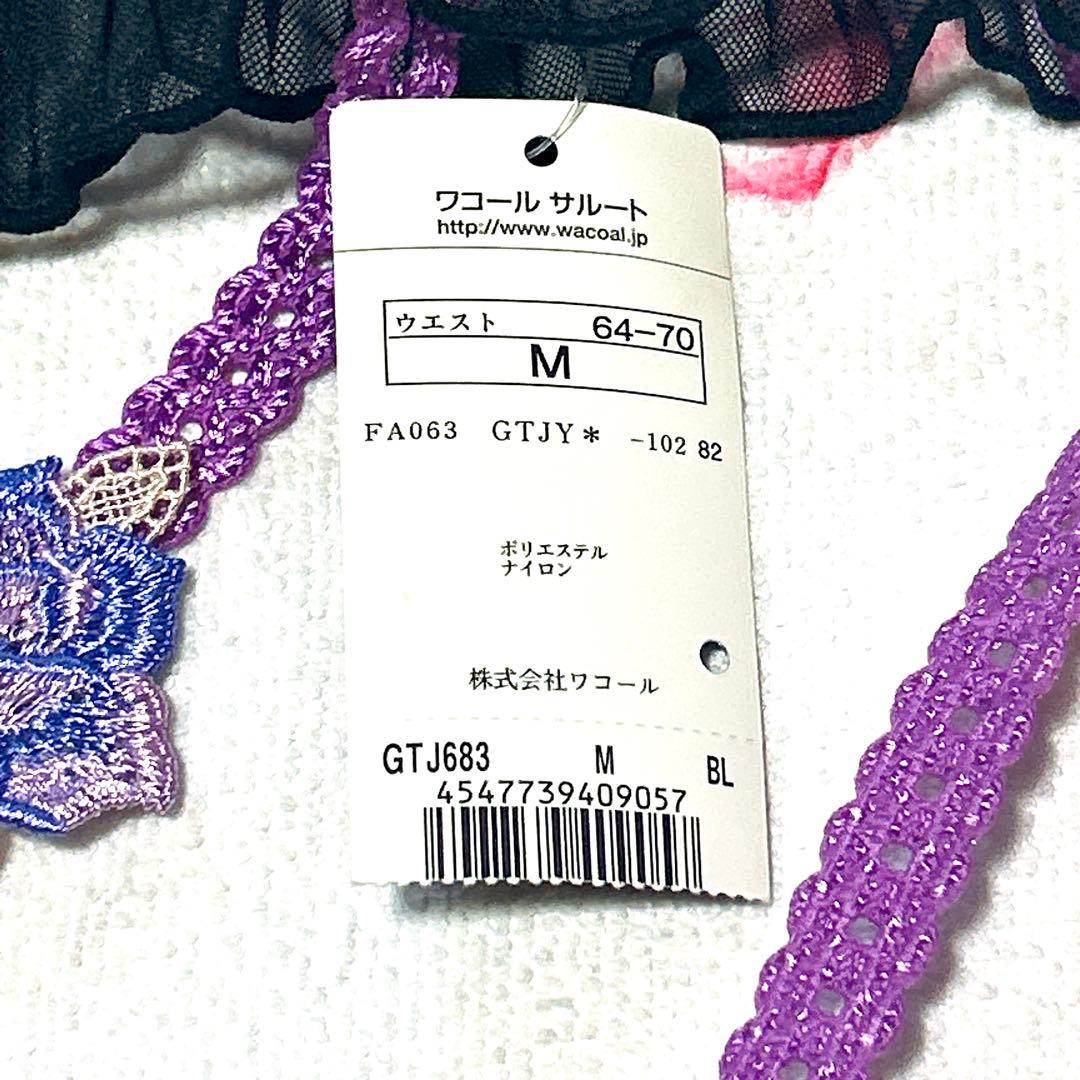 ワコール サルート
http://www.wacoal.jp
ウエスト 64-70
M
FA063 GTJY* -102 82
ポリエステル
ナイロン
株式会社ワコール
GTJ683 M BL
4547739409057